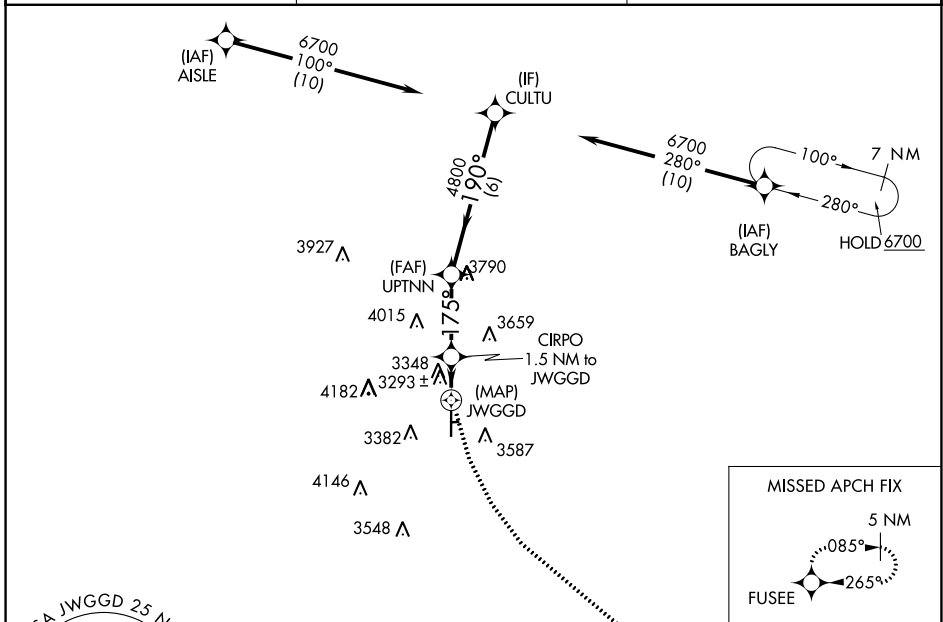 (IAF)
AISLE
6700
100°
(10)
(IF)
CULTU
6700
280°
(10)
100°
7 NM
280°
(IAF)
BAGLY
HOLD 6700
4800
190°
(6)
3927
(FAF)
UPTNN
3790
175°
4015
3659
CIRPO
1.5 NM to
JWGGD
3348
3293 ±
4182
(MAP)
JWGGD
3382
3587
4146
3548
MISSED APCH FIX
5 NM
085°
265°
FUSEE
JWGGD 25 N